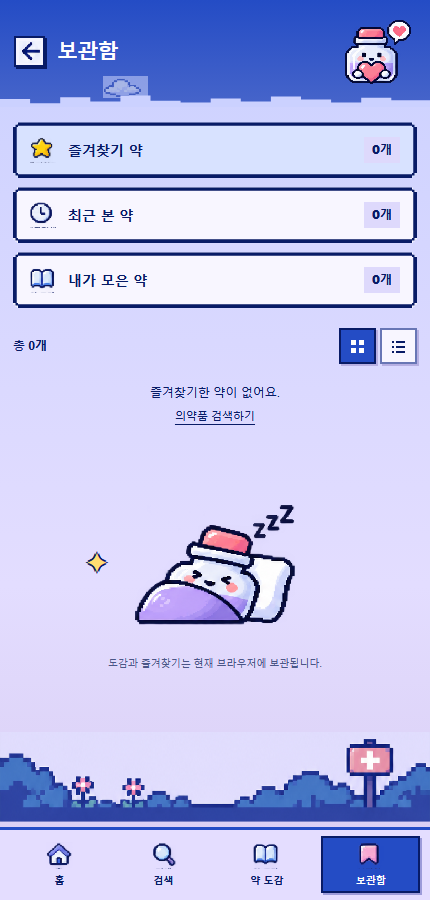 보관함
즐겨찾기 약
0개
최근 본 약
0개
내가 모은 약
0개
총 0개
즐겨찾기한 약이 없어요.
의약품 검색하기
zzZ
도감과 즐겨찾기는 현재 브라우저에 보관됩니다.
홈
검색
약 도감
보관함